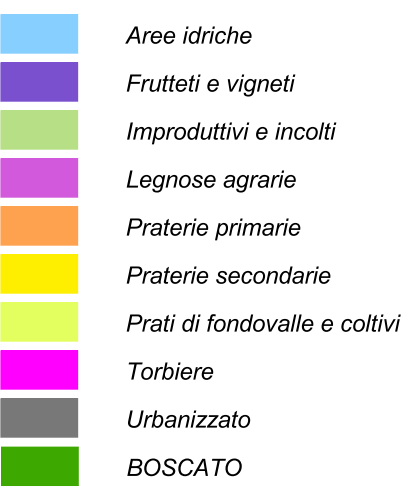 Aree idriche
Frutteti e vigneti
Improduttivi e incolti
Legnose agrarie
Praterie primarie
Praterie secondarie
Prati di fondovalle e coltivi
Torbiere
Urbanizzato
BOSCATO